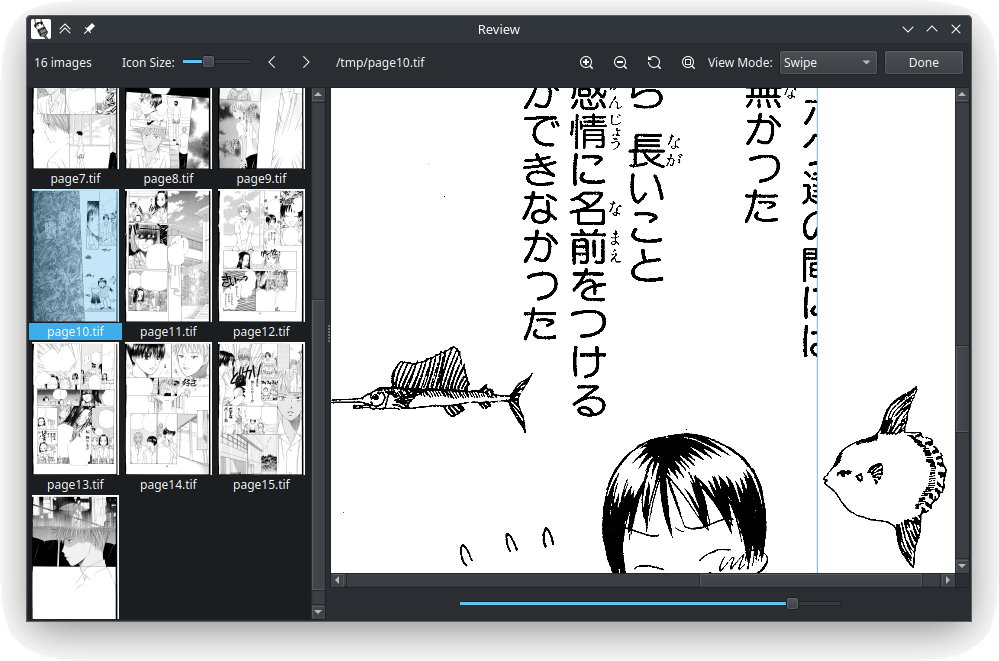 Review
16 images
Icon Size:
/tmp/page10.tif
View Mode:
Swipe
Done
page7.tif
page8.tif
page9.tif
page10.tif
page11.tif
page12.tif
page13.tif
page14.tif
page15.tif
達の間には
な
無かった
なが
ら 長いこと
んじょう
な まえ
感情に名前をつける
ができなかった